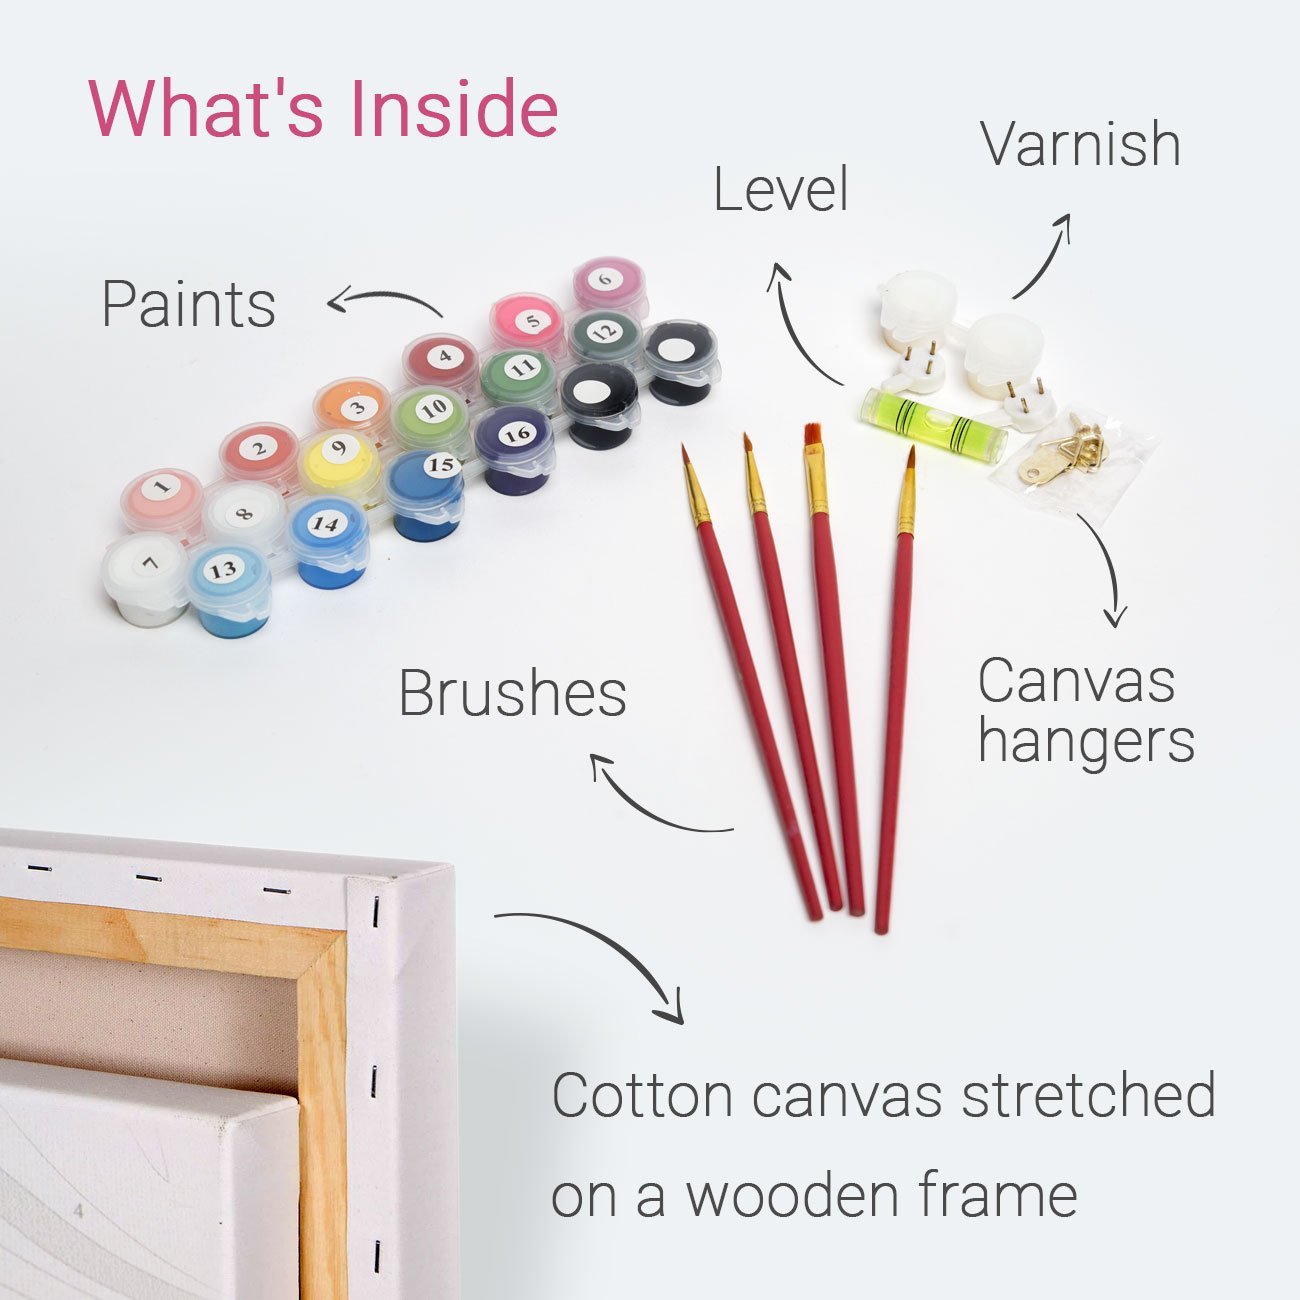 What's Inside
Varnish
Level
Paints
6
5
12
4
11
3
10
16
2
9
15
1
8
14
7
13
Brushes
Canvas
hangers
Cotton canvas stretched
on a wooden frame
4